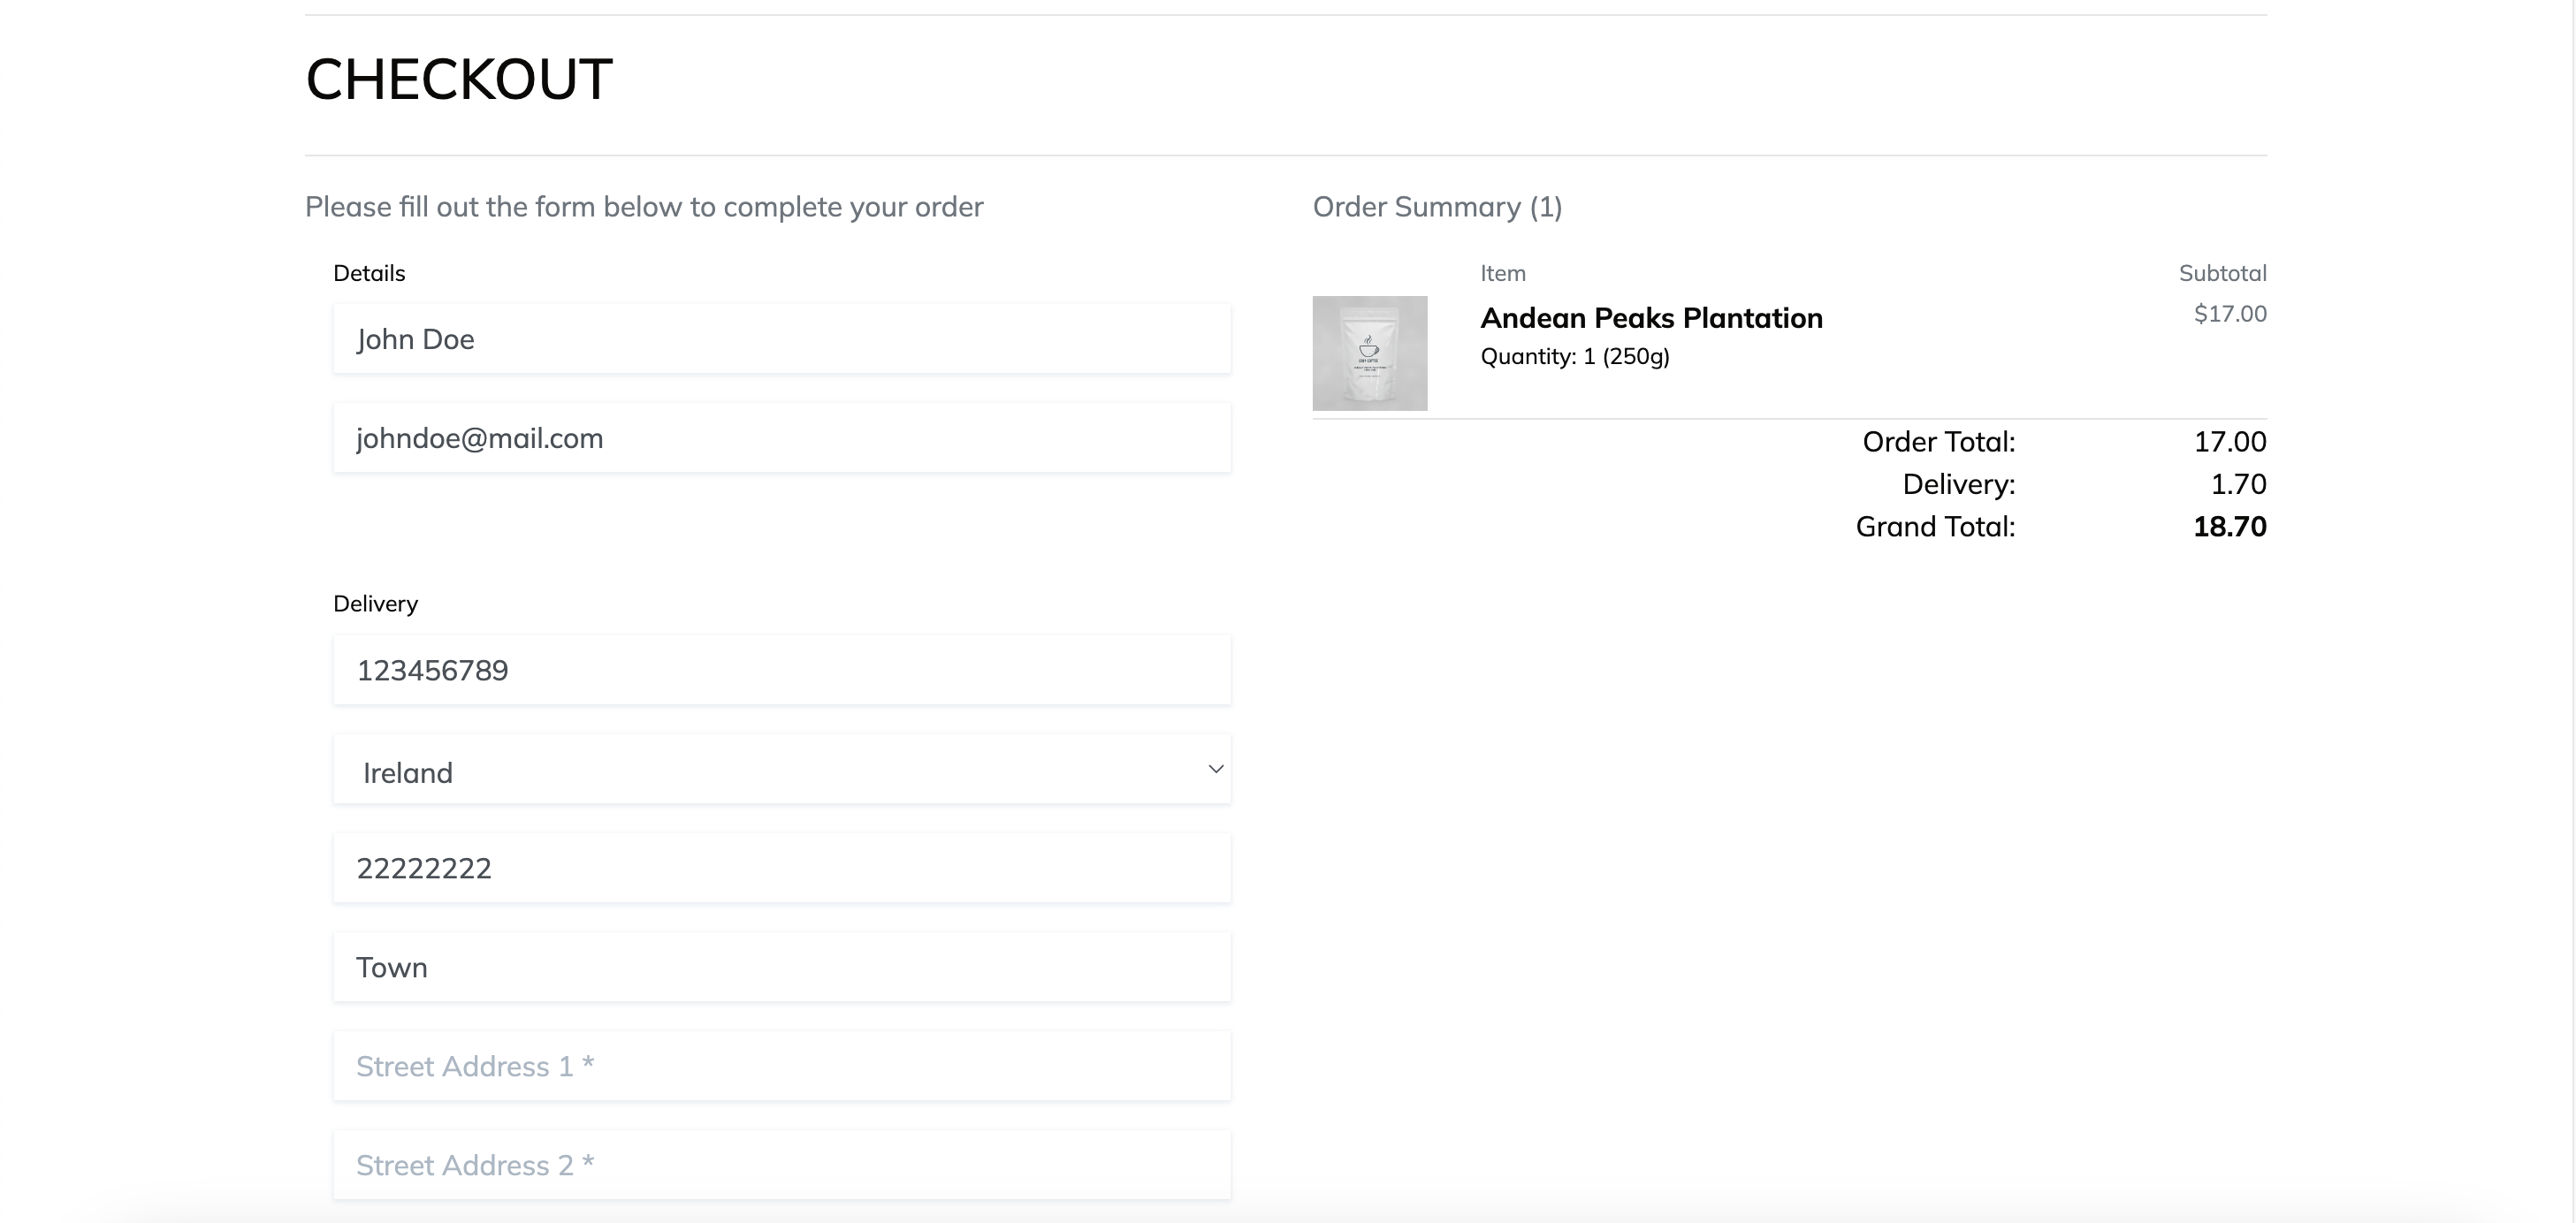 CHECKOUT
Please fill out the form below to complete your order
Details
John Doe
johndoe@mail.com
Delivery
123456789
Ireland
22222222
Town
Street Address 1 *
Street Address 2 *
Order Summary (1)
Item Subtotal
Andean Peaks Plantation $17.00
Quantity: 1 (250g)
Order Total: 17.00
Delivery: 1.70
Grand Total: 18.70